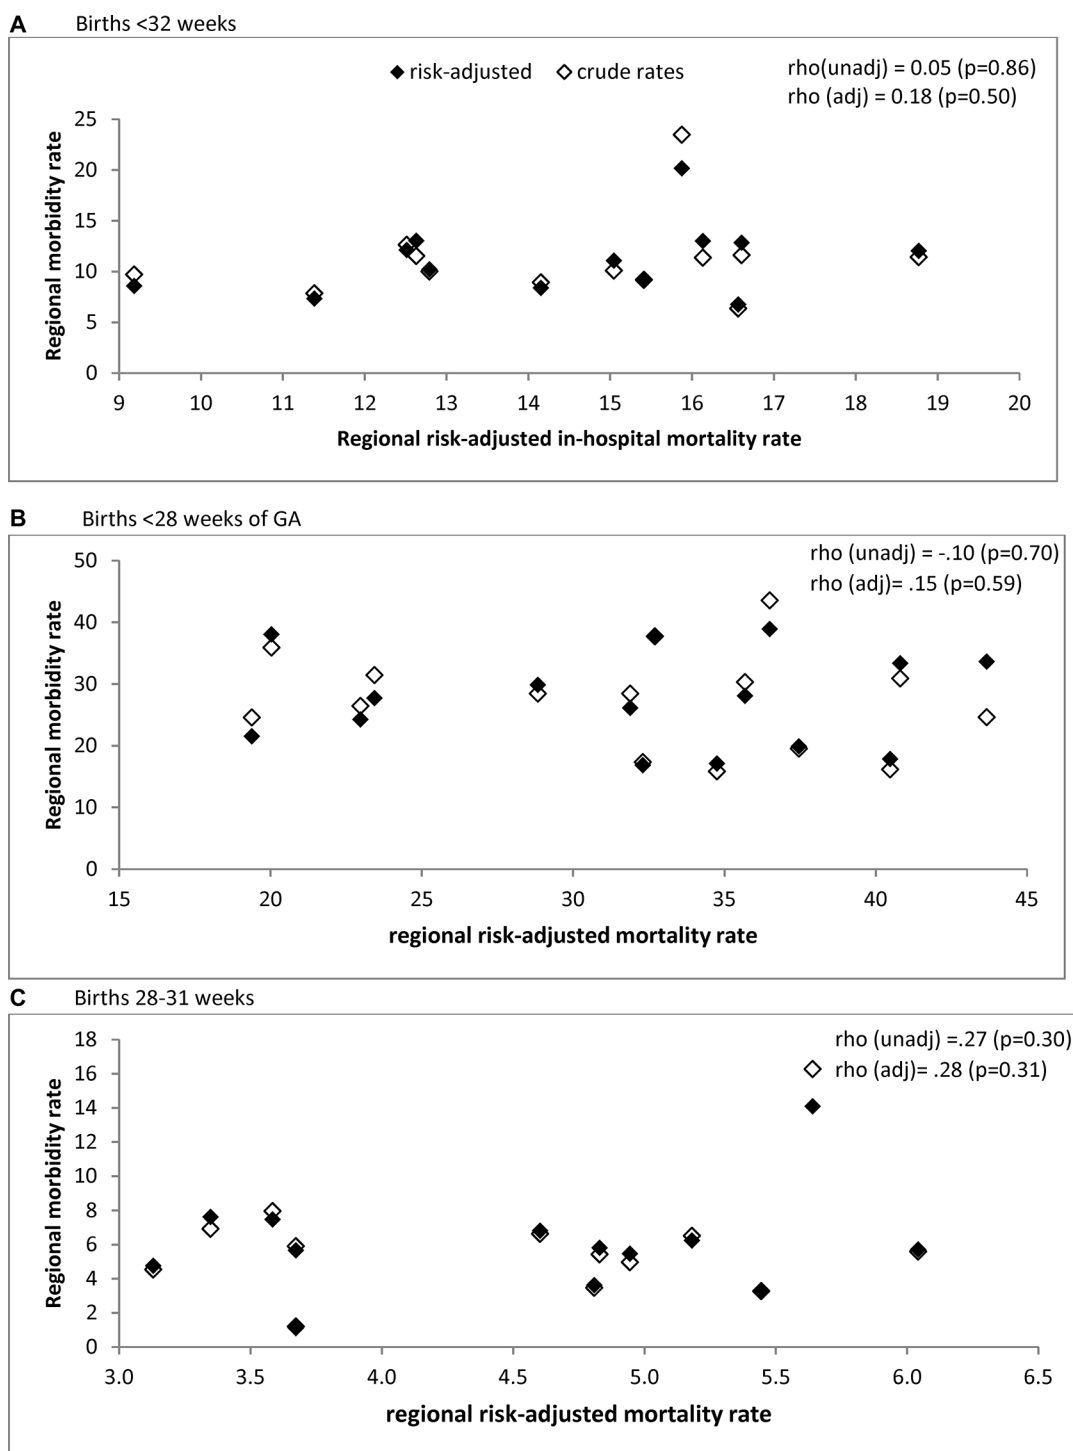 A Births <32 weeks
◆ risk-adjusted ◇ crude rates
rho(unadj) = 0.05 (p=0.86)
rho (adj) = 0.18 (p=0.50)
Regional morbidity rate
25
20
15
10
5
0
9 10 11 12 13 14 15 16 17 18 19 20
Regional risk-adjusted in-hospital mortality rate
B Births <28 weeks of GA
rho (unadj) = -.10 (p=0.70)
rho (adj)= .15 (p=0.59)
Regional morbidity rate
50
40
30
20
10
0
15 20 25 30 35 40 45
regional risk-adjusted mortality rate
C Births 28-31 weeks
rho (unadj) =.27 (p=0.30)
rho (adj)= .28 (p=0.31)
Regional morbidity rate
18
16
14
12
10
8
6
4
2
0
3.0 3.5 4.0 4.5 5.0 5.5 6.0 6.5
regional risk-adjusted mortality rate